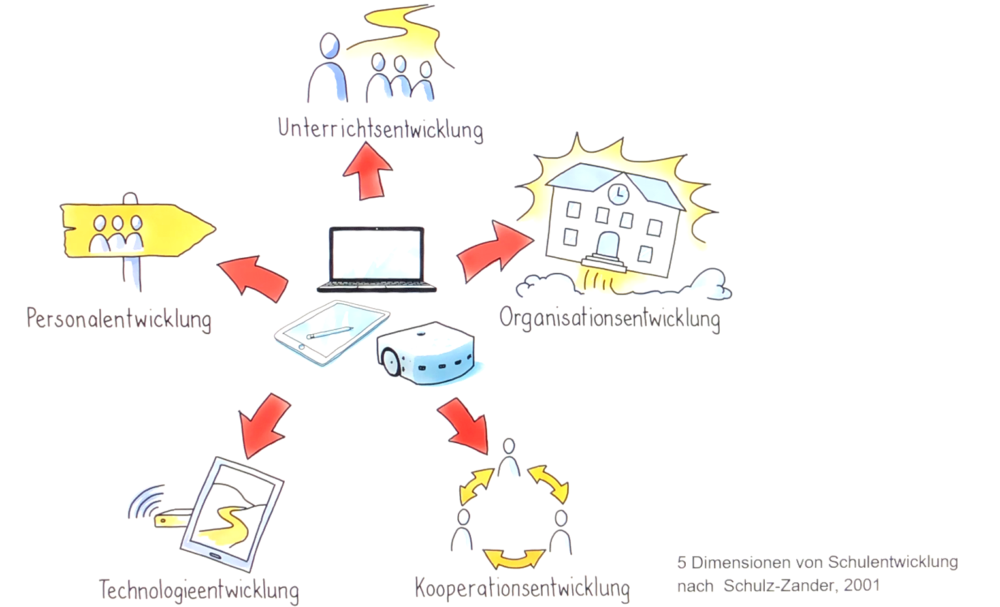 Unterrichtsentwicklung
Personalentwicklung
Organisationsentwicklung
Technologieentwicklung
Kooperationsentwicklung
5 Dimensionen von Schulentwicklung
nach Schulz-Zander, 2001